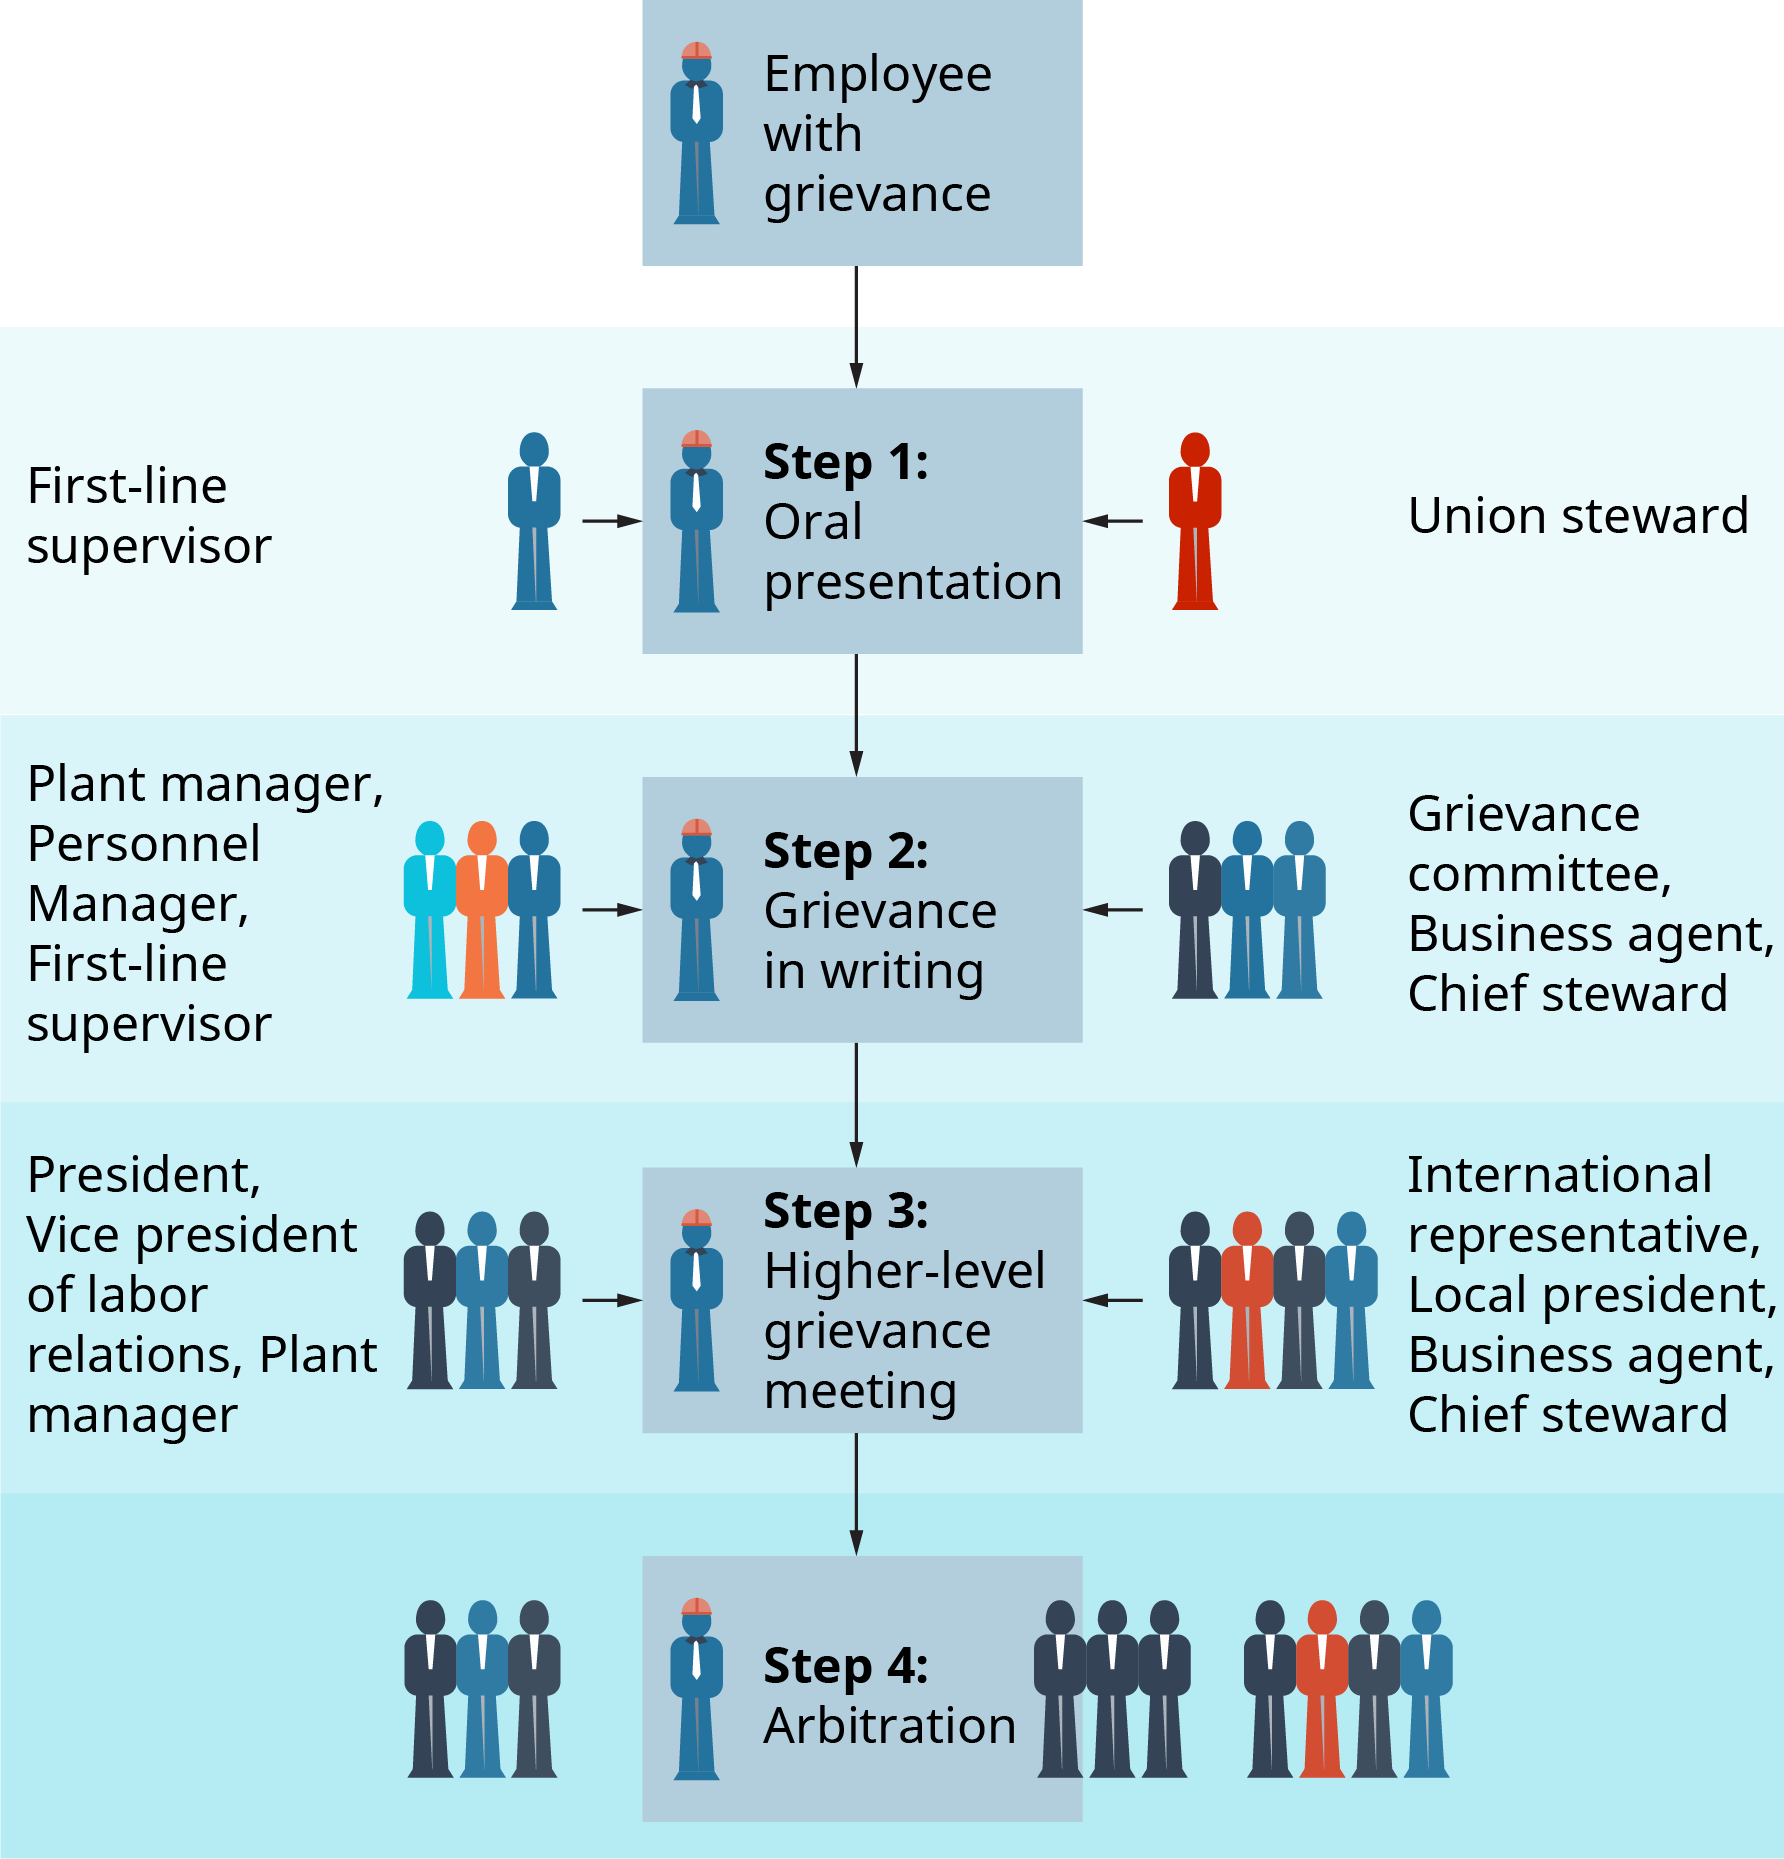 Employee
with
grievance
First-line
supervisor
Step 1:
Oral
presentation
Union steward
Plant manager,
Personnel
Manager,
First-line
supervisor
Step 2:
Grievance
in writing
Grievance
committee,
Business agent,
Chief steward
President,
Vice president
of labor
relations, Plant
manager
Step 3:
Higher-level
grievance
meeting
International
representative,
Local president,
Business agent,
Chief steward
Step 4:
Arbitration